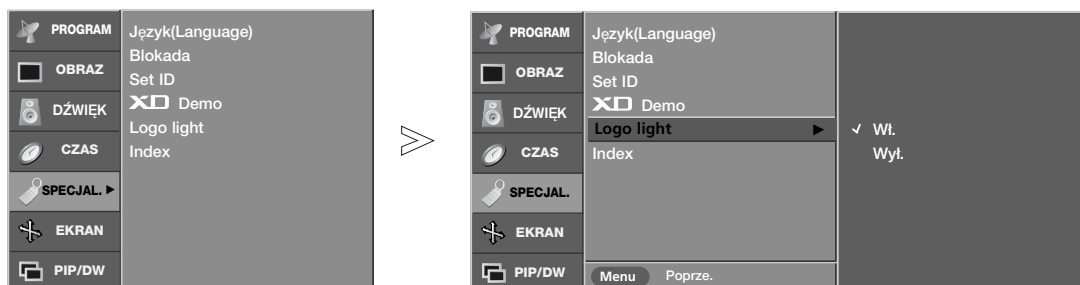 PROGRAM
OBRAZ
DŹWIĘK
CZAS
SPECJAL.
EKRAN
PIP/DW
Język(Language)
Blokada
Set ID
XD Demo
Logo light
Index
PROGRAM
OBRAZ
DŹWIĘK
CZAS
SPECJAL.
EKRAN
PIP/DW
Język(Language)
Blokada
Set ID
XD Demo
Logo light
Index
Menu Poprze.
Wł.
Wył.